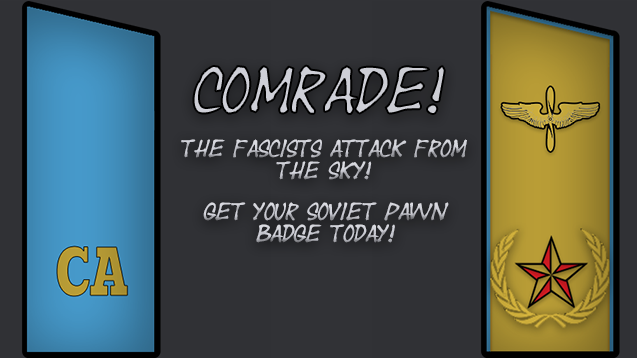 COMRADE!
THE FASCISTS ATTACK FROM
THE SKY!
GET YOUR SOVIET PAWN
BADGE TODAY!
CA